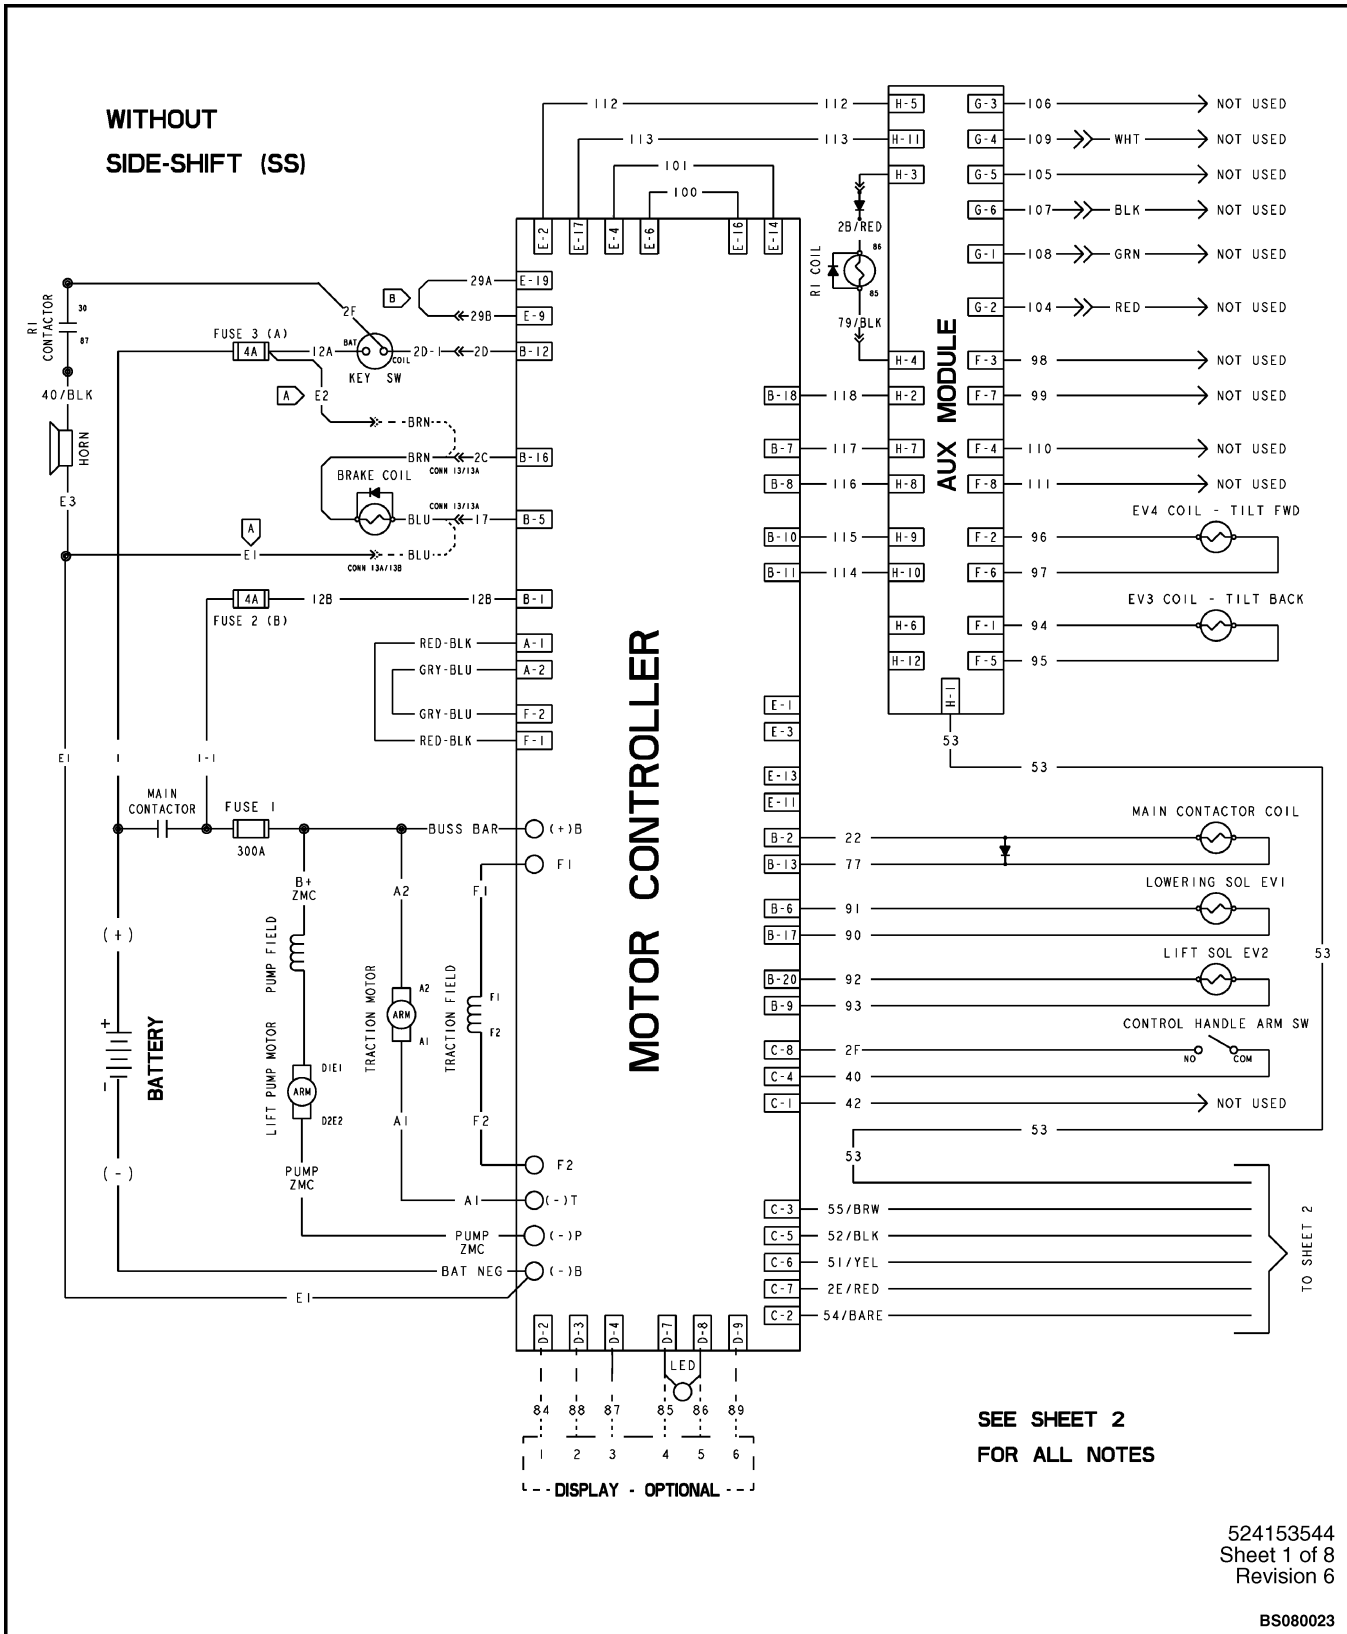 WITHOUT
SIDE-SHIFT (SS)
112 112 H-5 G-3 106 NOT USED
113 113 H-11 G-4 109 WHT NOT USED
101 H-3 G-5 105 NOT USED
100 G-6 107 BLK NOT USED
E-2 E-17 E-4 E-6 E-16 E-14
2B/RED
86
R1 COIL
85
79/BLK
G-1 108 GRN NOT USED
G-2 104 RED NOT USED
AUX MODULE
H-4 F-3 98 NOT USED
B-18 118 H-2 F-7 99 NOT USED
B-7 117 H-7 F-4 110 NOT USED
B-8 116 H-8 F-8 111 NOT USED
EV4 COIL - TILT FWD
B-10 115 H-9 F-2 96
B-11 114 H-10 F-6 97
EV3 COIL - TILT BACK
H-6 F-1 94
H-12 F-5 95
H-1
53
53
53
29A E-19
B
29B E-9
R1 CONTACTOR
30
87
2F
FUSE 3 (A)
4A 12A BAT COIL 2D-1 2D B-12
KEY SW
40/BLK
A E2
BRN
HORN
BRN 2C B-16
CONN 13/13A
BRAKE COIL
CONN 13/13A
E3
BLU 17 B-5
A
E1 BLU
CONN 13A/13B
4A 12B 12B B-1
FUSE 2 (B)
RED-BLK A-1
GRY-BLU A-2
GRY-BLU F-2
RED-BLK F-1
MOTOR CONTROLLER
E-1
E-3
E-13
E-11
E1 1 1-1
MAIN
CONTACTOR
FUSE 1
300A
BUSS BAR (+)B
F1
B+
ZMC
A2
F1
(+)
PUMP FIELD
LIFT PUMP MOTOR
TRACTION MOTOR
TRACTION FIELD
A2
ARM
A1
F1
F2
+
-
BATTERY
D1E1
ARM
D2E2
A1
F2
(-)
PUMP
ZMC
F2
A1 (-)T
PUMP
ZMC
(-)P
BAT NEG (-)B
E1
MAIN CONTACTOR COIL
B-2 22
B-13 77
LOWERING SOL EV1
B-6 91
B-17 90
LIFT SOL EV2
B-20 92
B-9 93
CONTROL HANDLE ARM SW
C-8 2F NO COM
C-4 40
C-1 42 NOT USED
53
53
C-3 55/BRW
C-5 52/BLK
C-6 51/YEL
C-7 2E/RED
C-2 54/BARE
TO SHEET 2
D-2 D-3 D-4 D-7 D-8 D-9
LED
84 88 87 85 86 89
1 2 3 4 5 6
DISPLAY - OPTIONAL
SEE SHEET 2
FOR ALL NOTES
524153544
Sheet 1 of 8
Revision 6
BS080023